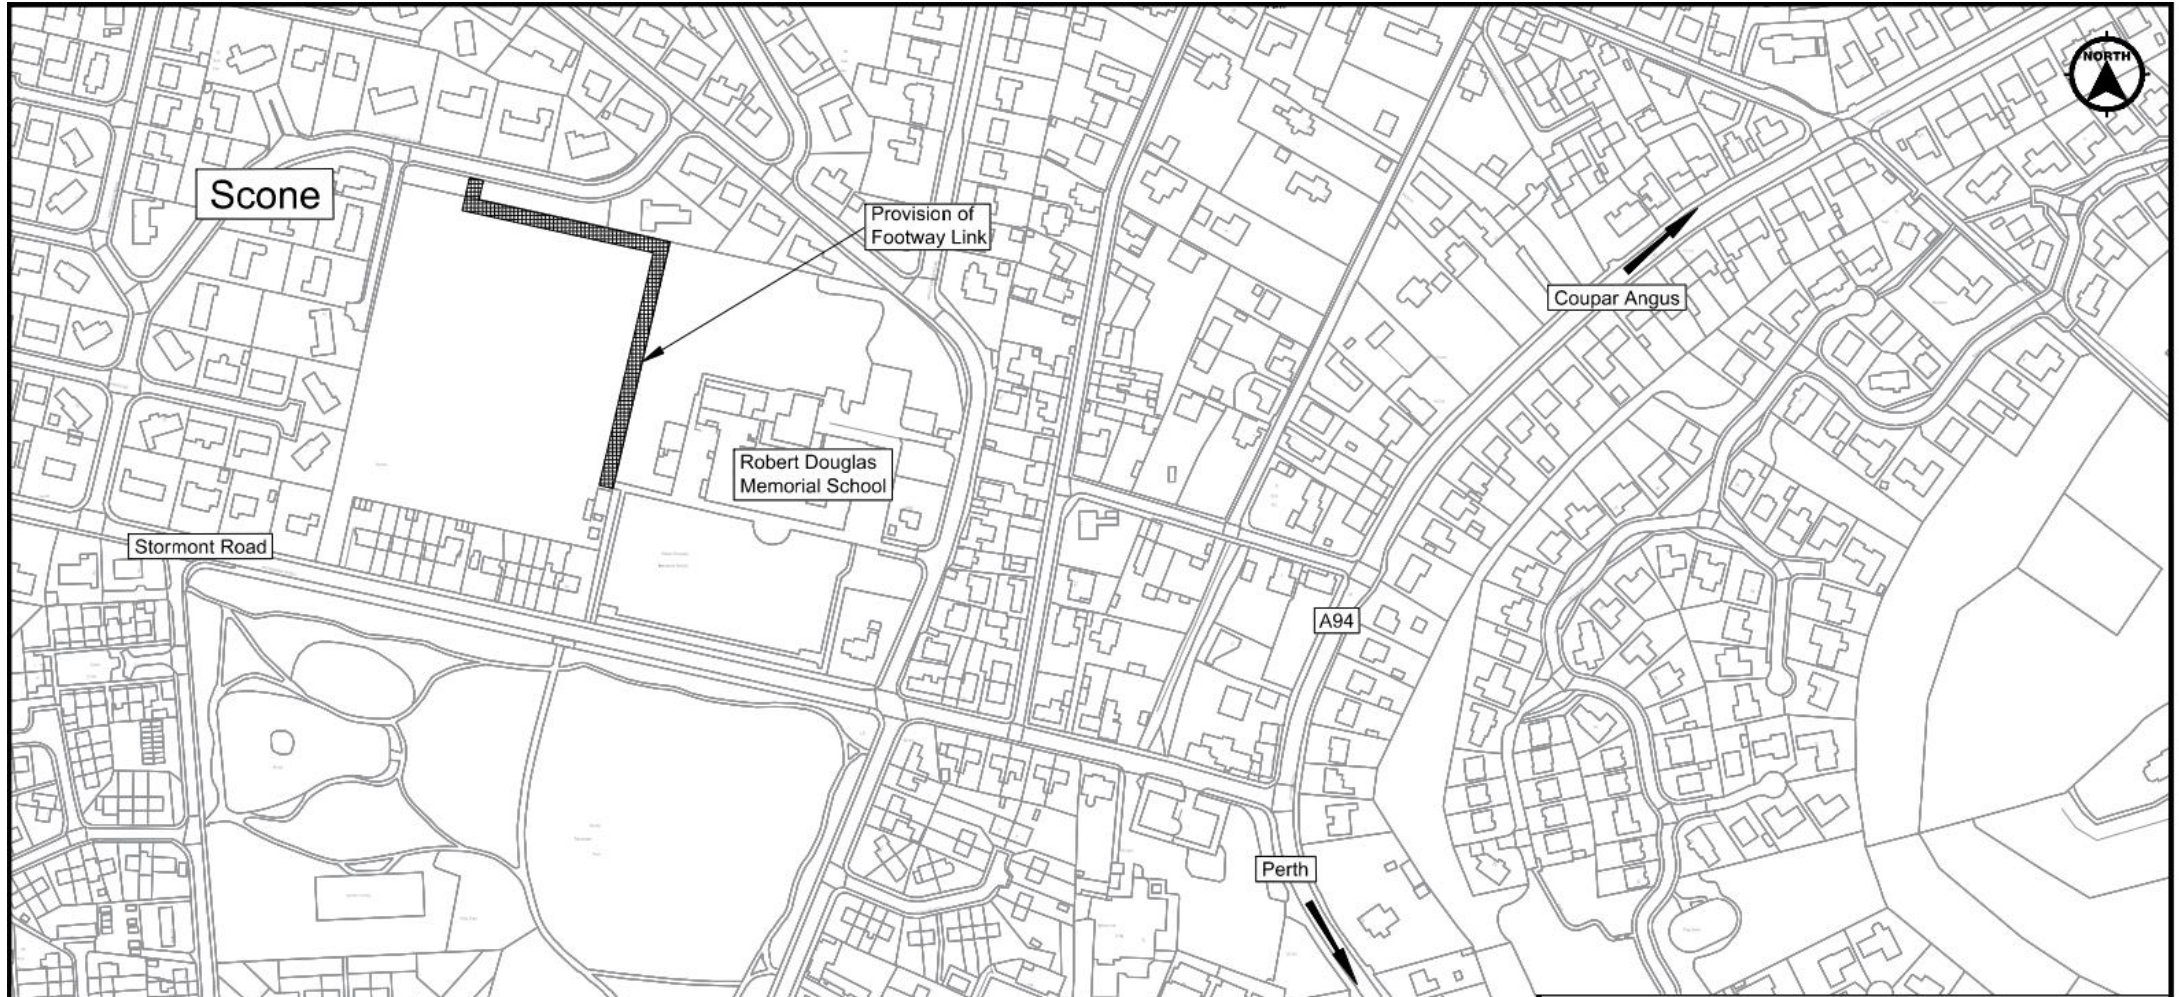 NORTH
Scone
Provision of
Footway Link
Coupar Angus
Robert Douglas
Memorial School
Stormont Road
A94
Perth